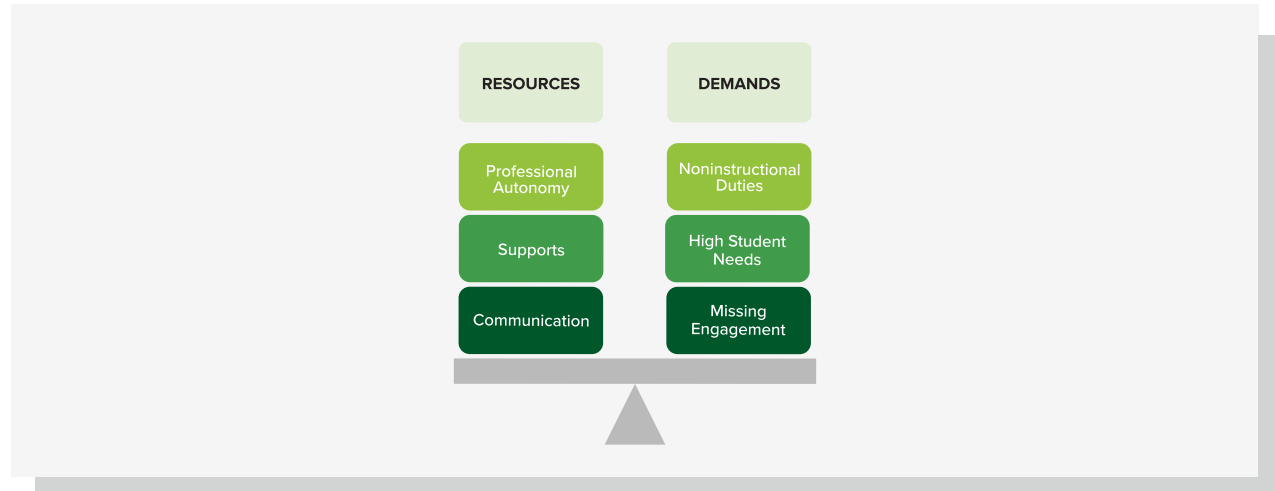 RESOURCES
DEMANDS
Professional
Autonomy
Noninstructional
Duties
Supports
High Student
Needs
Communication
Missing
Engagement